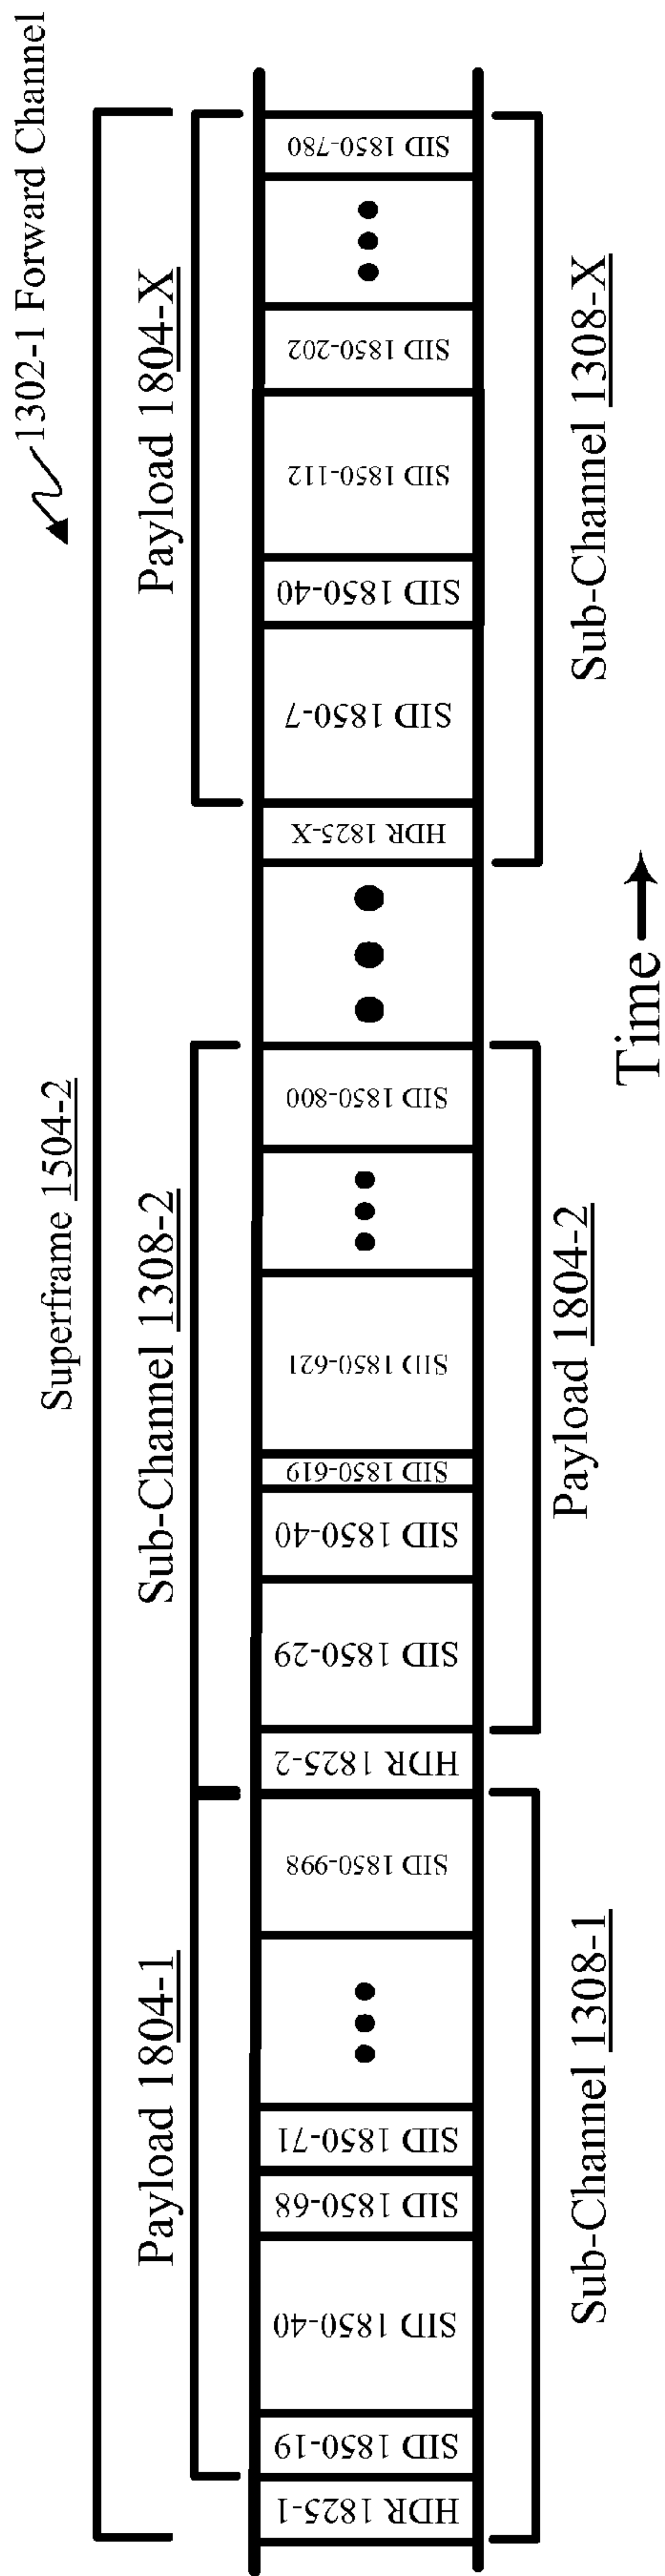 1302-1 Forward Channel
Superframe 1504-2
Payload 1804-1
Sub-Channel 1308-2
Payload 1804-X
HDR 1825-1
SID 1850-19
SID 1850-40
SID 1850-68
SID 1850-71
SID 1850-998
HDR 1825-2
SID 1850-29
SID 1850-40
SID 1850-619
SID 1850-621
SID 1850-800
HDR 1825-X
SID 1850-7
SID 1850-40
SID 1850-112
SID 1850-202
SID 1850-780
Sub-Channel 1308-1
Payload 1804-2
Sub-Channel 1308-X
Time